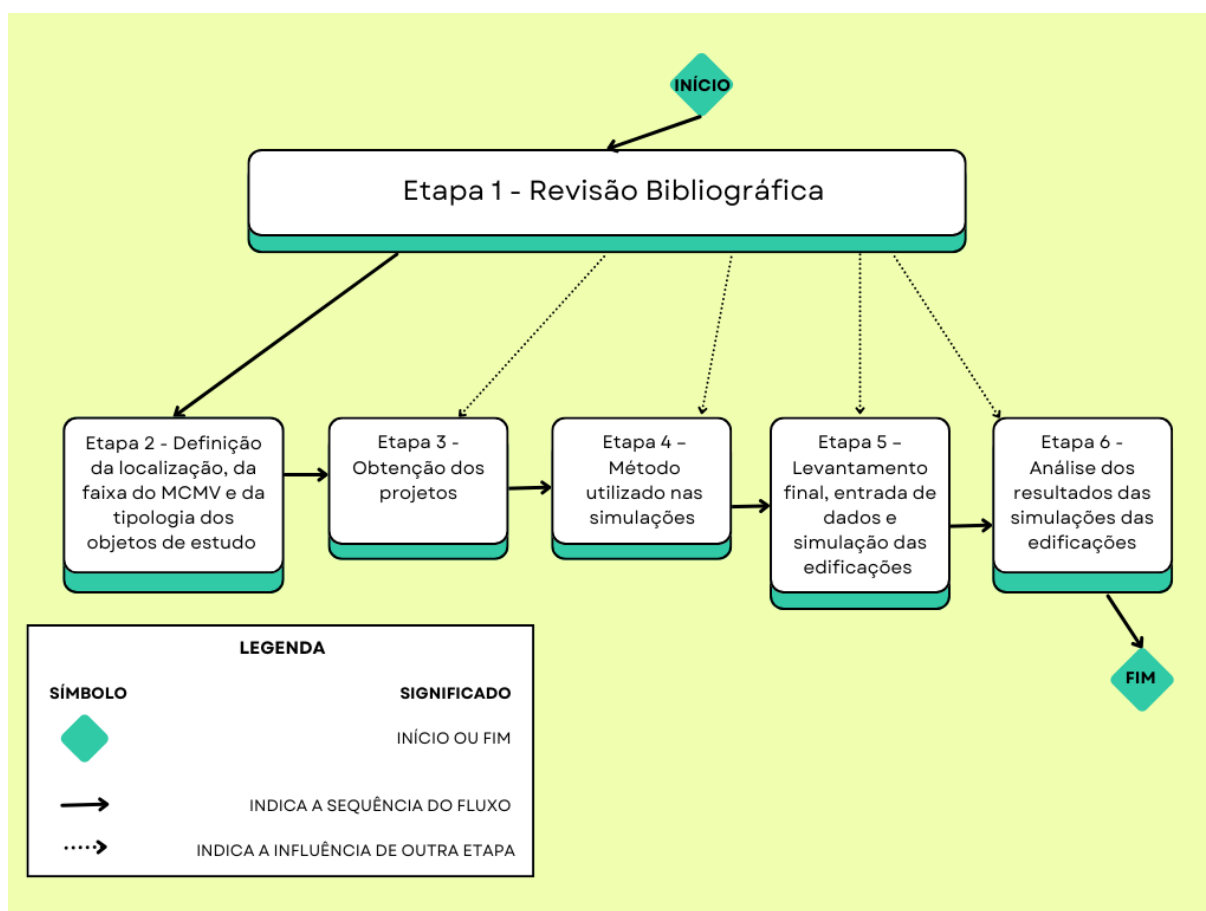 INÍCIO
Etapa 1 - Revisão Bibliográfica
Etapa 2 - Definição
da localização, da
faixa do MCMV e da
tipologia dos
objetos de estudo
Etapa 3 -
Obtenção dos
projetos
Etapa 4 –
Método
utilizado nas
simulações
Etapa 5 –
Levantamento
final, entrada de
dados e
simulação das
edificações
Etapa 6 -
Análise dos
resultados das
simulações das
edificações
FIM
LEGENDA
SÍMBOLO SIGNIFICADO
INÍCIO OU FIM
INDICA A SEQUÊNCIA DO FLUXO
INDICA A INFLUÊNCIA DE OUTRA ETAPA